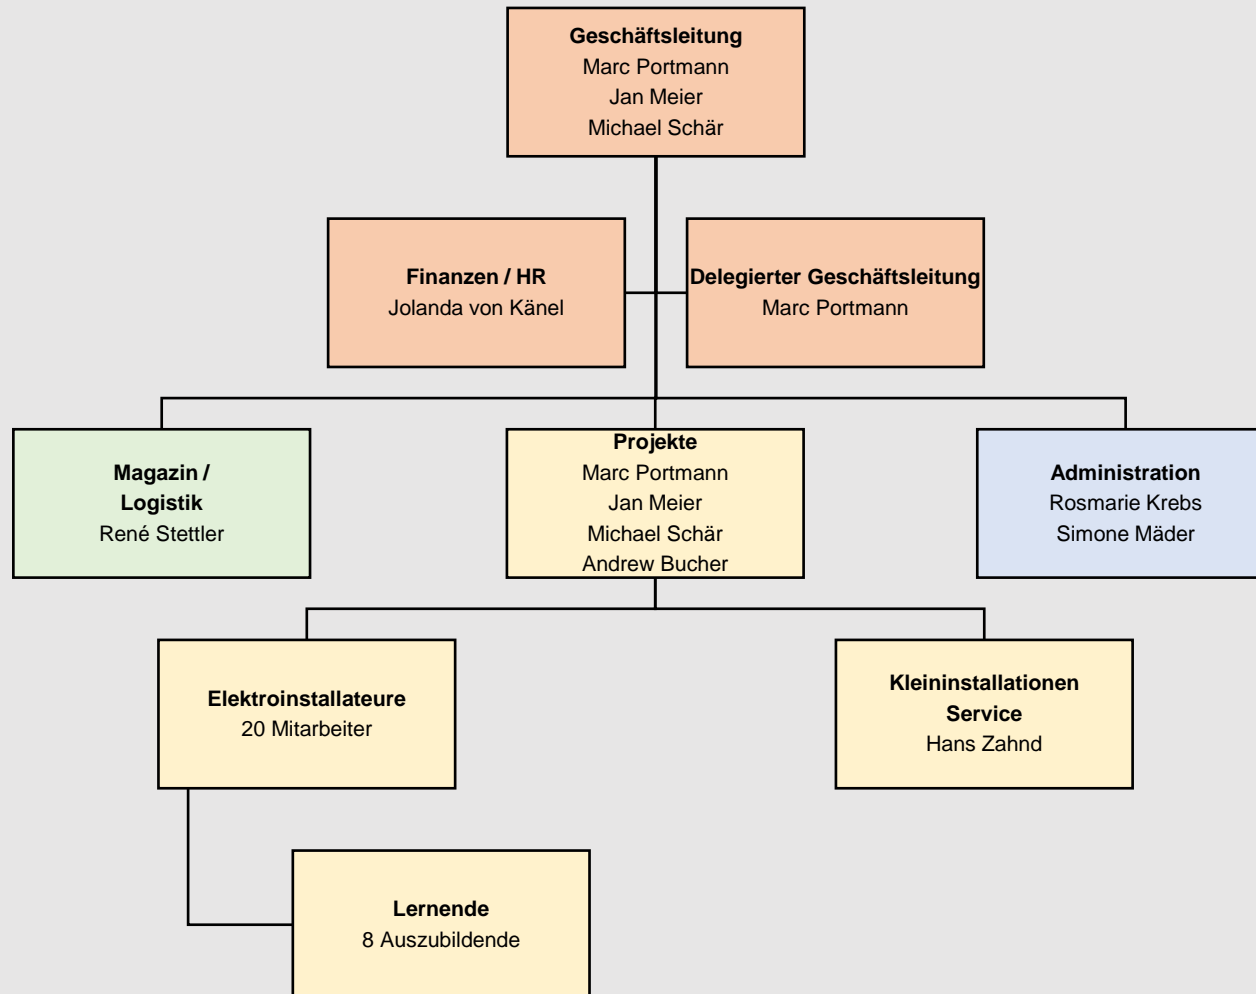 Geschäftsleitung
Marc Portmann
Jan Meier
Michael Schär
Finanzen / HR
Jolanda von Känel
Delegierter Geschäftsleitung
Marc Portmann
Magazin /
Logistik
René Stettler
Projekte
Marc Portmann
Jan Meier
Michael Schär
Andrew Bucher
Administration
Rosmarie Krebs
Simone Mäder
Elektroinstallateure
20 Mitarbeiter
Kleininstallationen
Service
Hans Zahnd
Lernende
8 Auszubildende